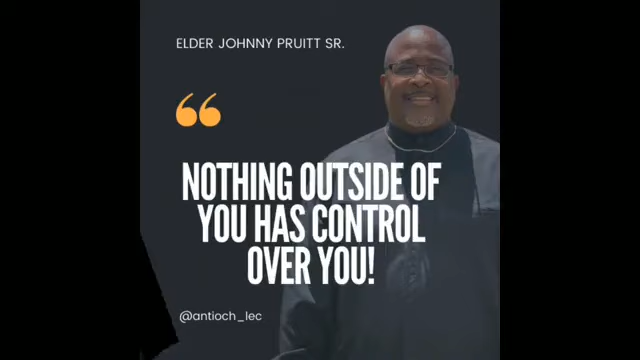 ELDER JOHNNY PRUITT SR.
“
NOTHING OUTSIDE OF
YOU HAS CONTROL
OVER YOU!
@antioch_lec